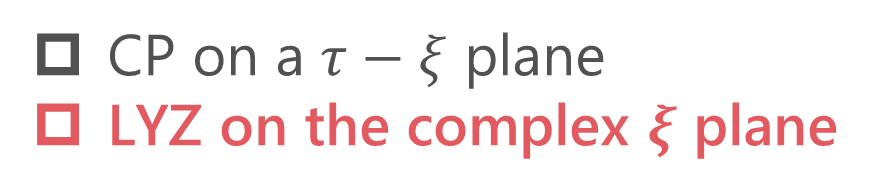 CP on a τ − ξ plane
LYZ on the complex ξ plane